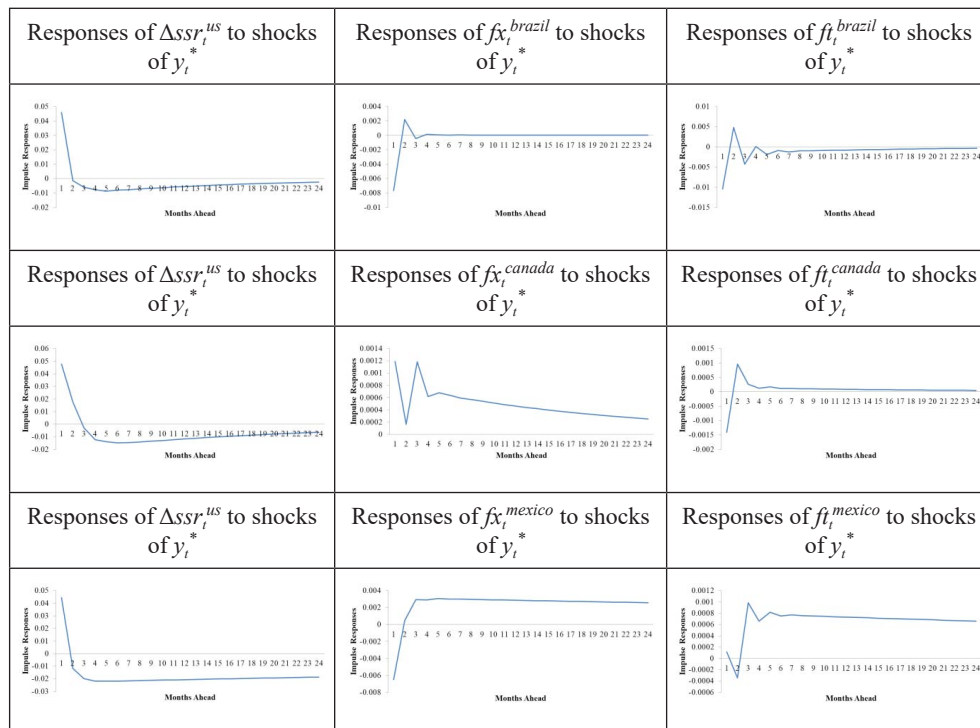 Responses of Δssr_t^us to shocks
of y_t^*
Responses of fx_t^brazil to shocks
of y_t^*
Responses of ft_t^brazil to shocks
of y_t^*
Impulse Responses
0.05
0.04
0.03
0.02
0.01
0
-0.01
-0.02
1 2 3 4 5 6 7 8 9 10 11 12 13 14 15 16 17 18 19 20 21 22 23 24
Months Ahead
Impulse Responses
0.004
0.002
0
-0.002
-0.004
-0.006
-0.008
-0.01
1 2 3 4 5 6 7 8 9 10 11 12 13 14 15 16 17 18 19 20 21 22 23 24
Months Ahead
Impulse Responses
0.01
0.005
0
-0.005
-0.01
-0.015
1 2 3 4 5 6 7 8 9 10 11 12 13 14 15 16 17 18 19 20 21 22 23 24
Months Ahead
Responses of Δssr_t^us to shocks
of y_t^*
Responses of fx_t^canada to shocks
of y_t^*
Responses of ft_t^canada to shocks
of y_t^*
Impulse Responses
0.06
0.05
0.04
0.03
0.02
0.01
0
-0.01
-0.02
1 2 3 4 5 6 7 8 9 10 11 12 13 14 15 16 17 18 19 20 21 22 23 24
Months Ahead
Impulse Responses
0.0014
0.0012
0.001
0.0008
0.0006
0.0004
0.0002
0
1 2 3 4 5 6 7 8 9 10 11 12 13 14 15 16 17 18 19 20 21 22 23 24
Months Ahead
Impulse Responses
0.0015
0.001
0.0005
0
-0.0005
-0.001
-0.0015
-0.002
1 2 3 4 5 6 7 8 9 10 11 12 13 14 15 16 17 18 19 20 21 22 23 24
Months Ahead
Responses of Δssr_t^us to shocks
of y_t^*
Responses of fx_t^mexico to shocks
of y_t^*
Responses of ft_t^mexico to shocks
of y_t^*
Impulse Responses
0.05
0.04
0.03
0.02
0.01
0
-0.01
-0.02
-0.03
1 2 3 4 5 6 7 8 9 10 11 12 13 14 15 16 17 18 19 20 21 22 23 24
Months Ahead
Impulse Responses
0.004
0.002
0
-0.002
-0.004
-0.006
-0.008
1 2 3 4 5 6 7 8 9 10 11 12 13 14 15 16 17 18 19 20 21 22 23 24
Months Ahead
Impulse Responses
0.0012
0.001
0.0008
0.0006
0.0004
0.0002
0
-0.0002
-0.0004
-0.0006
1 2 3 4 5 6 7 8 9 10 11 12 13 14 15 16 17 18 19 20 21 22 23 24
Months Ahead